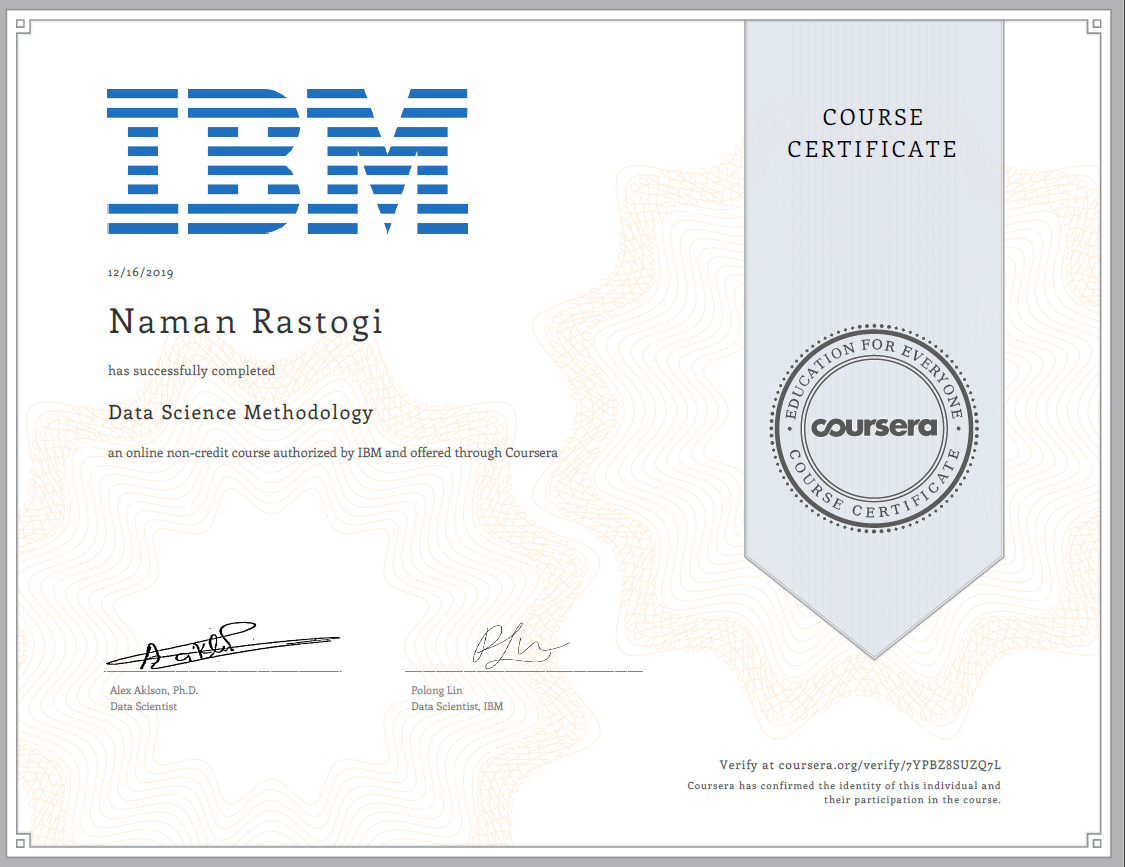 IBM
COURSE
CERTIFICATE
12/16/2019
Naman Rastogi
has successfully completed
Data Science Methodology
an online non-credit course authorized by IBM and offered through Coursera
EDUCATION FOR EVERYONE
coursera
COURSE CERTIFICATE
Alex Aklson, Ph.D.
Data Scientist
Polong Lin
Data Scientist, IBM
Verify at coursera.org/verify/7YPBZ8SUZQ7L
Coursera has confirmed the identity of this individual and
their participation in the course.